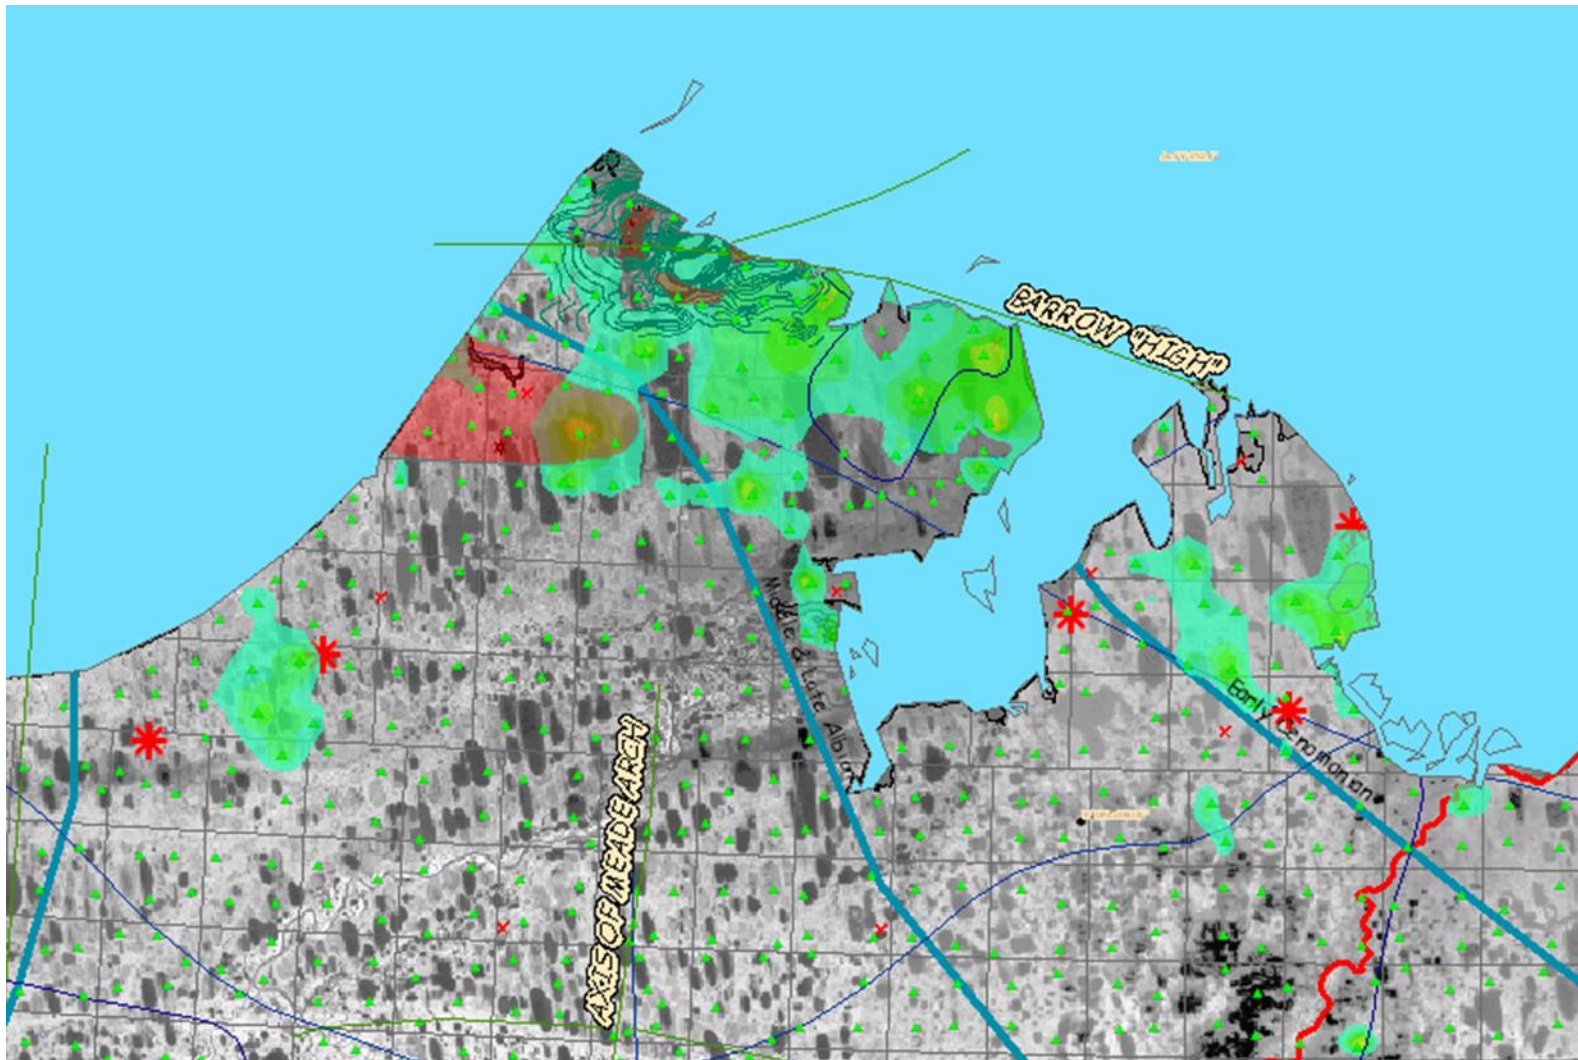 BARROW "HIGH"
Middle & Late Albian
Early Cenomanian
AXIS OF MEADE ARCH